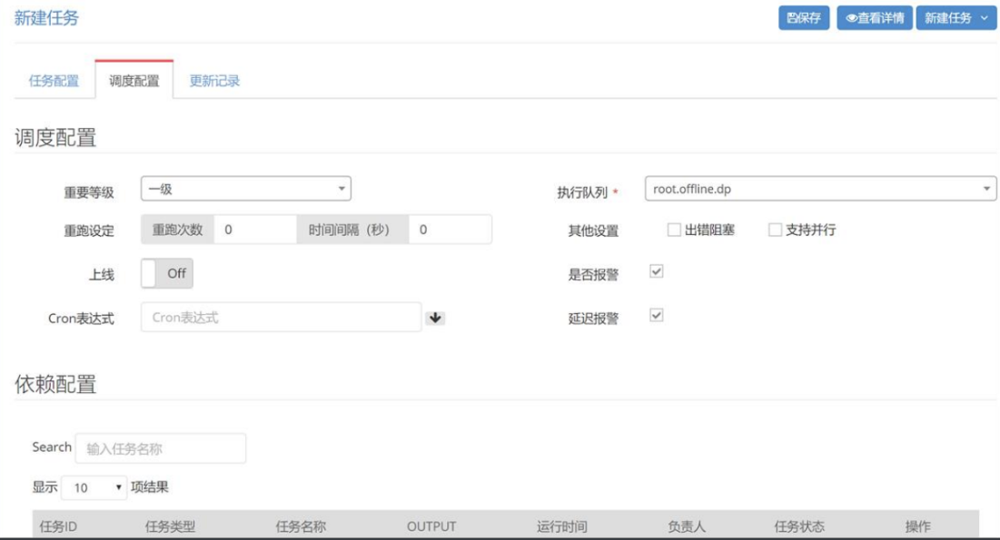 新建任务 保存 查看详情 新建任务
任务配置 调度配置 更新记录
调度配置
重要等级 一级 执行队列 * root.offline.dp
重跑设定 重跑次数 0 时间间隔（秒） 0 其他设置 出错阻塞 支持并行
上线 Off 是否报警
Cron表达式 Cron表达式 延迟报警
依赖配置
Search 输入任务名称
显示 10 项结果
任务ID 任务类型 任务名称 OUTPUT 运行时间 负责人 任务状态 操作